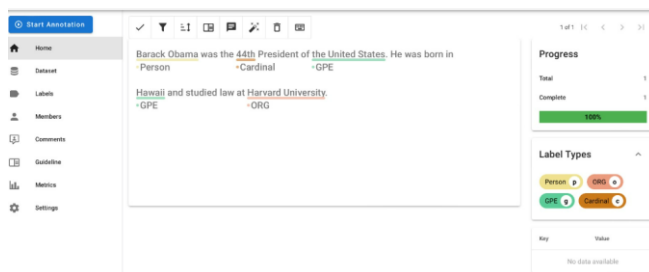 Start Annotation
Home
Dataset
Labels
Members
Comments
Guideline
Metrics
Settings
Barack Obama was the 44th President of the United States. He was born in
Person Cardinal GPE
Hawaii and studied law at Harvard University.
GPE ORG
1 of 1
Progress
Total 1
Complete 1
100%
Label Types
Person p ORG o
GPE g Cardinal c
Key Value
No data available